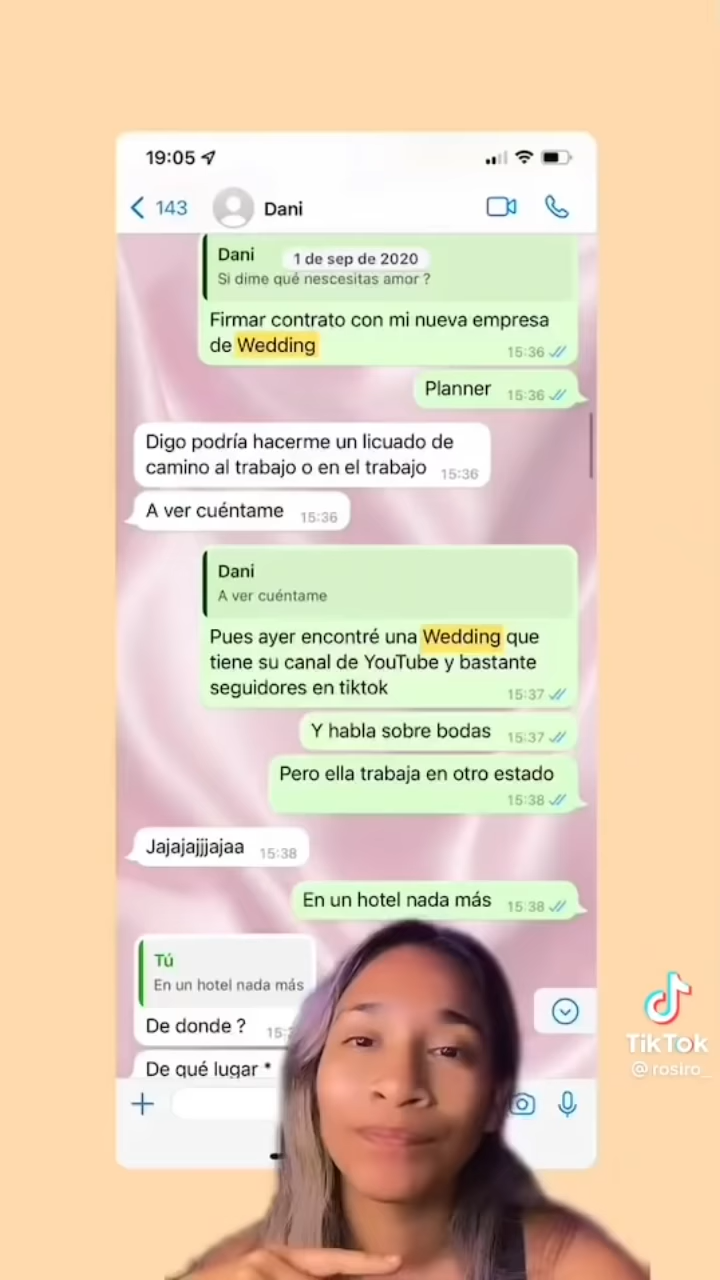 19:05
143
Dani
Dani
1 de sep de 2020
Si dime qué nescesitas amor ?
Firmar contrato con mi nueva empresa
de Wedding
15:36
Planner
15:36
Digo podría hacerme un licuado de
camino al trabajo o en el trabajo
15:36
A ver cuéntame
15:36
Dani
A ver cuéntame
Pues ayer encontré una Wedding que
tiene su canal de YouTube y bastante
seguidores en tiktok
15:37
Y habla sobre bodas
15:37
Pero ella trabaja en otro estado
15:38
Jajajajjjajaa
15:38
En un hotel nada más
15:38
Tú
En un hotel nada más
De donde ?
De qué lugar *
TikTok
@rosiro_